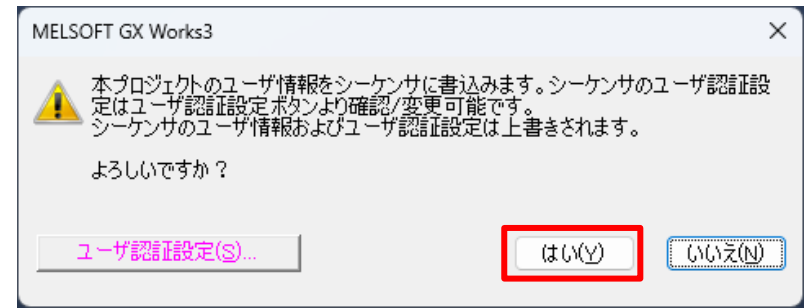 MELSOFT GX Works3
本プロジェクトのユーザ情報をシーケンサに書込みます。シーケンサのユーザ認証設
定はユーザ認証設定ボタンより確認/変更可能です。
シーケンサのユーザ情報およびユーザ認証設定は上書きされます。
よろしいですか？
ユーザ認証設定(S)...
はい(Y)
いいえ(N)